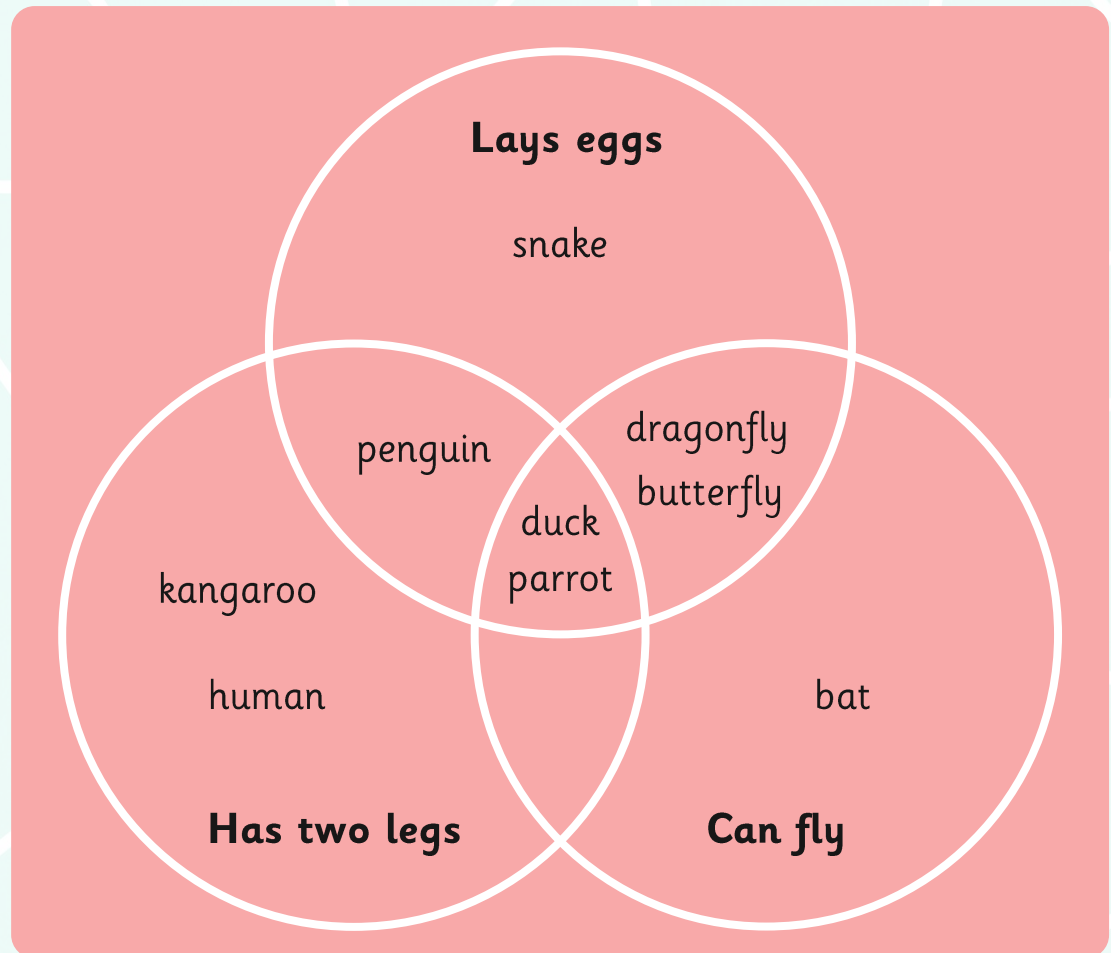 Lays eggs
snake
dragonfly
penguin
butterfly
duck
parrot
kangaroo
human
bat
Has two legs
Can fly